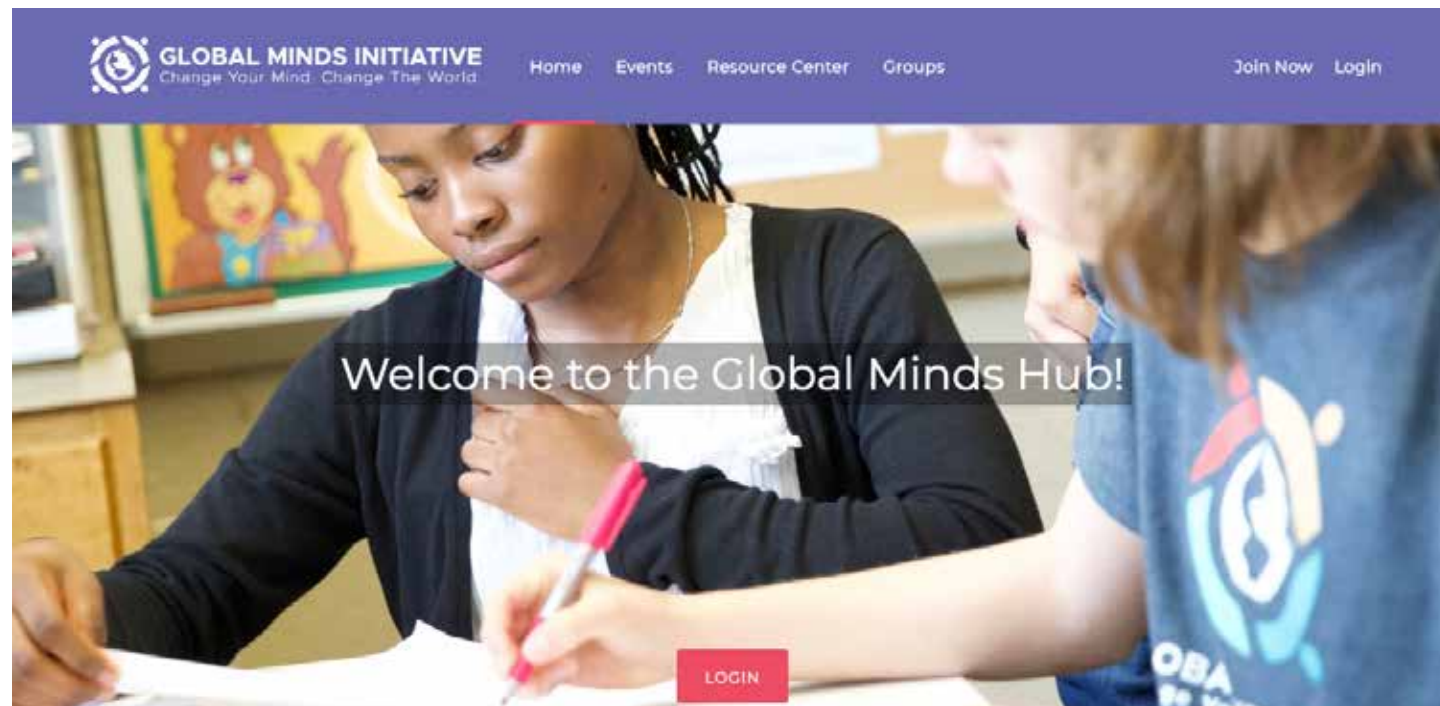 GLOBAL MINDS INITIATIVE
Change Your Mind. Change The World.
Home Events Resource Center Groups
Join Now Login
Welcome to the Global Minds Hub!
OBA
LOGIN